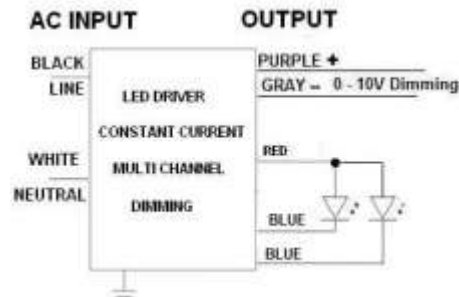 AC INPUT
OUTPUT
BLACK
LINE
WHITE
NEUTRAL
LED DRIVER
CONSTANT CURRENT
MULTI CHANNEL
DIMMING
PURPLE +
GRAY – 0 - 10V Dimming
RED
BLUE
BLUE